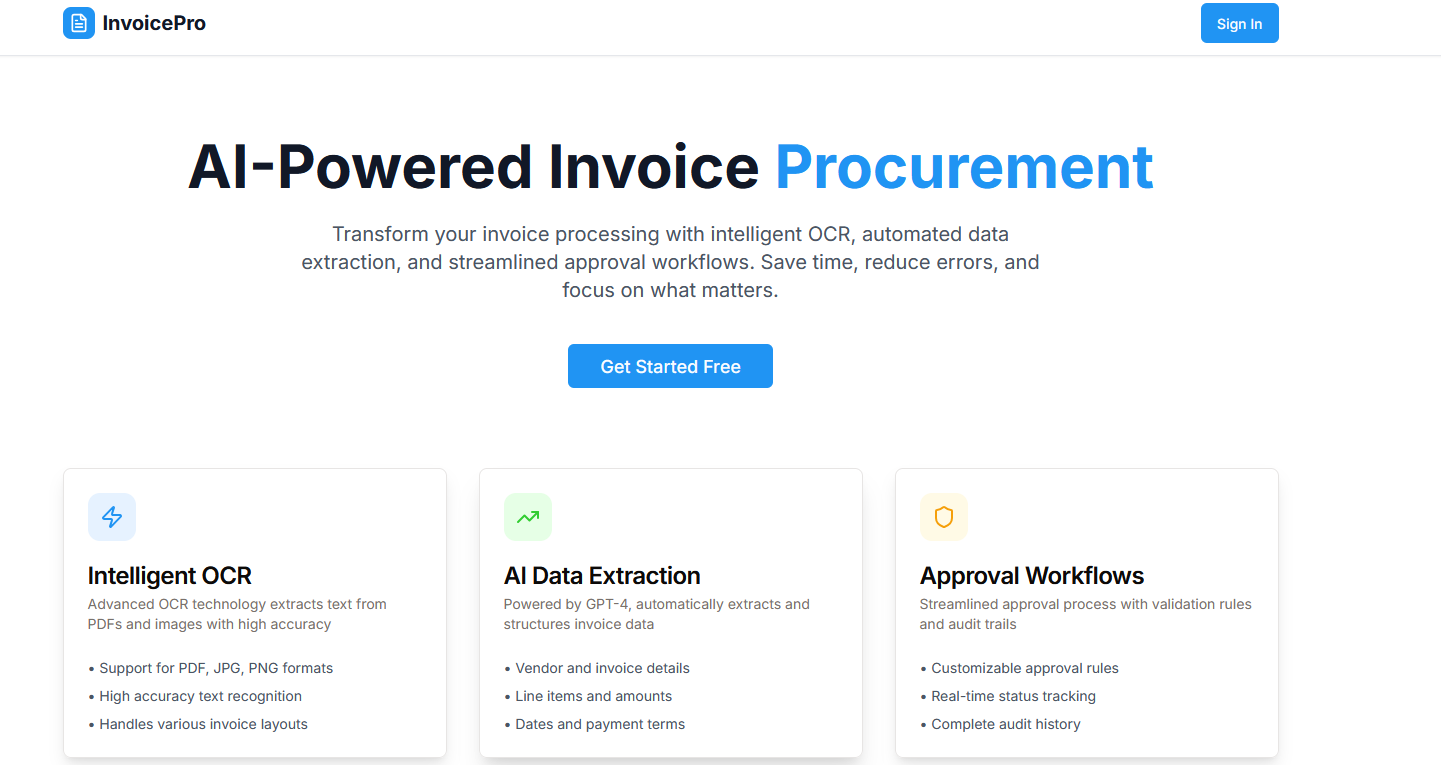 InvoicePro
Sign In
AI-Powered Invoice Procurement
Transform your invoice processing with intelligent OCR, automated data
extraction, and streamlined approval workflows. Save time, reduce errors, and
focus on what matters.
Get Started Free
Intelligent OCR
Advanced OCR technology extracts text from
PDFs and images with high accuracy
• Support for PDF, JPG, PNG formats
• High accuracy text recognition
• Handles various invoice layouts
AI Data Extraction
Powered by GPT-4, automatically extracts and
structures invoice data
• Vendor and invoice details
• Line items and amounts
• Dates and payment terms
Approval Workflows
Streamlined approval process with validation rules
and audit trails
• Customizable approval rules
• Real-time status tracking
• Complete audit history